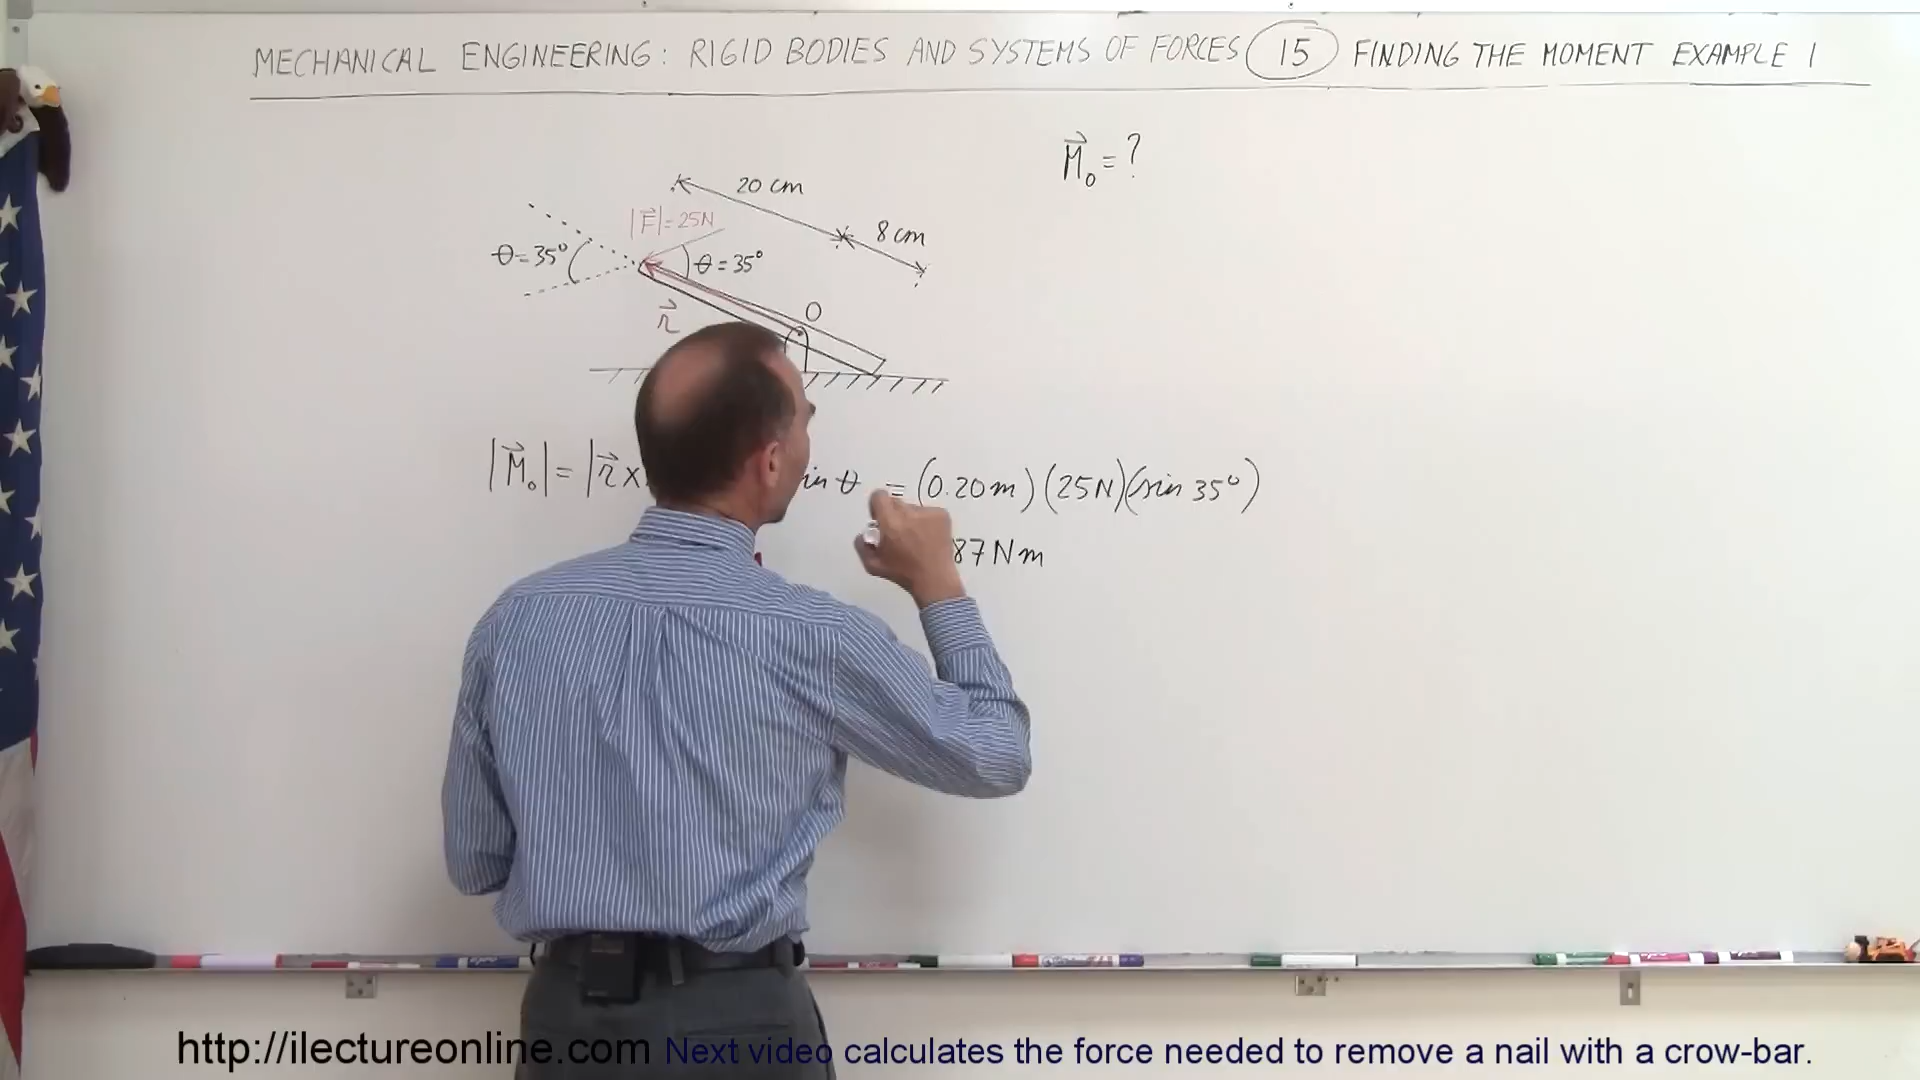 MECHANICAL ENGINEERING: RIGID BODIES AND SYSTEMS OF FORCES 15 FINDING THE MOMENT EXAMPLE 1
M⃗₀ = ?
20 cm
8 cm
|F⃗| = 25N
θ = 35°
θ = 35°
O
r⃗
|M⃗₀| = |r⃗ x
θ = (0.20 m) (25N) (sin 35°)
87 Nm
http://ilectureonline.com Next video calculates the force needed to remove a nail with a crow-bar.